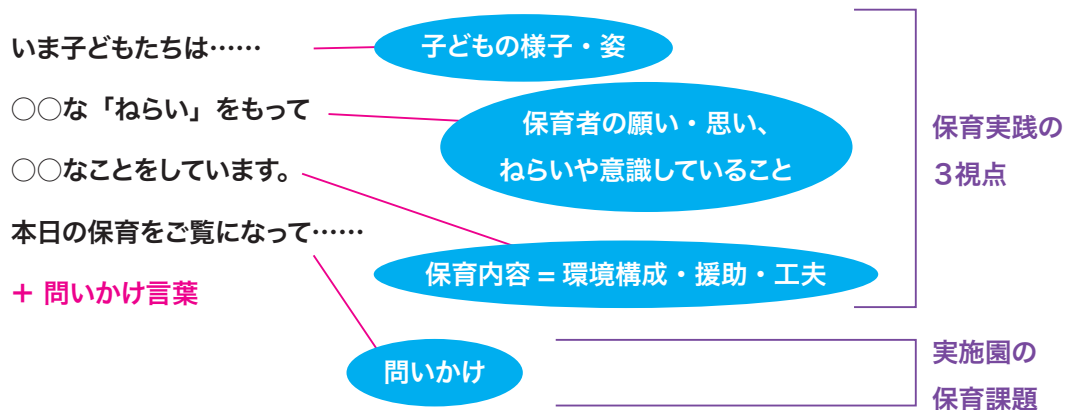 いま子どもたちは……
子どもの様子・姿
○○な「ねらい」をもって
保育者の願い・思い、
ねらいや意識していること
○○なことをしています。
保育内容 = 環境構成・援助・工夫
本日の保育をご覧になって……
+ 問いかけ言葉
問いかけ
保育実践の
3視点
実施園の
保育課題